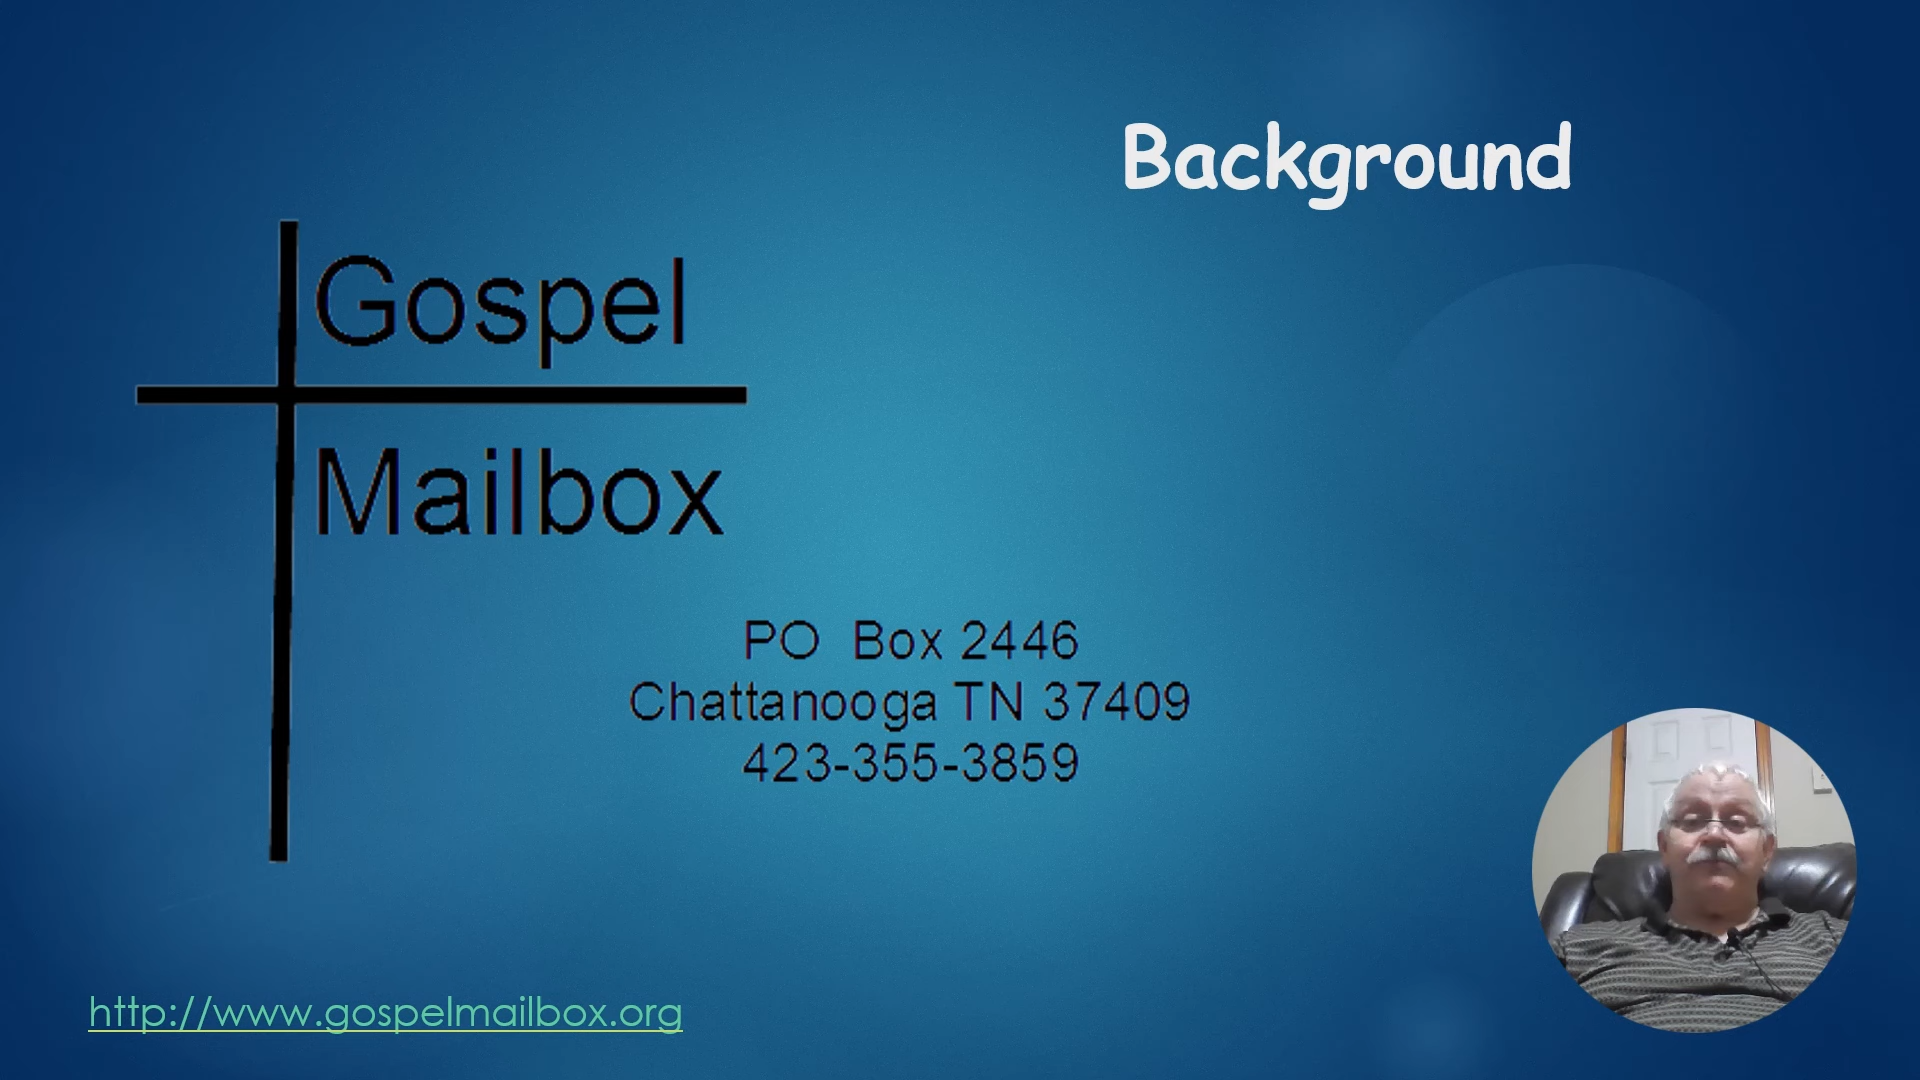 Background
Gospel
Mailbox
PO Box 2446
Chattanooga TN 37409
423-355-3859
http://www.gospelmailbox.org